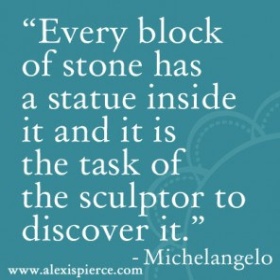 “Every block
of stone has
a statue inside
it and it is
the task of
the sculptor to
discover it.”
- Michelangelo
www.alexispierce.com